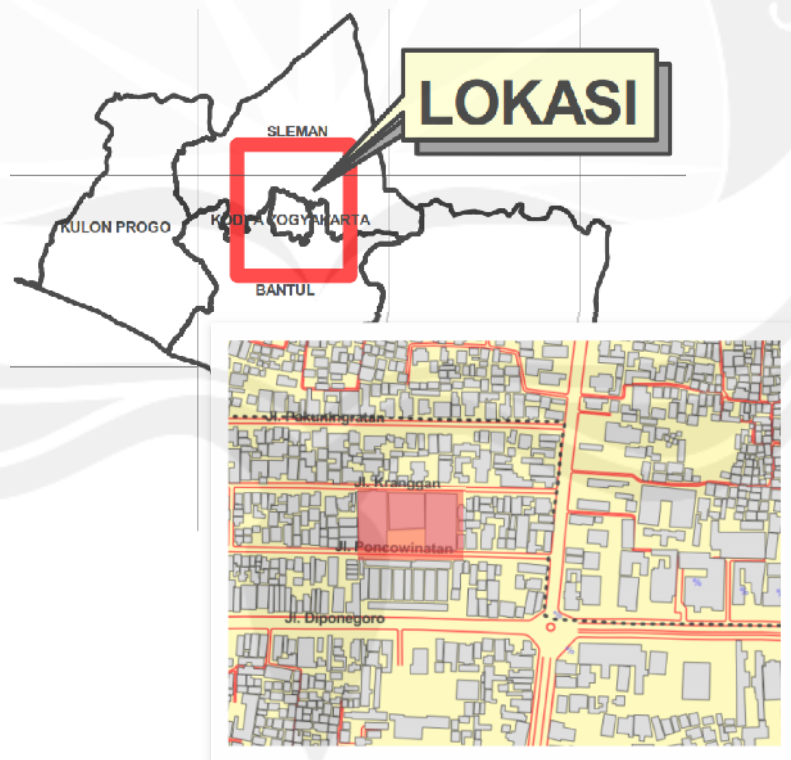 LOKASI
SLEMAN
KULON PROGO
KODYA YOGYAKARTA
BANTUL
Jl. Pakuningratan
Jl. Kranggan
Jl. Poncowinatan
Jl. Diponegoro